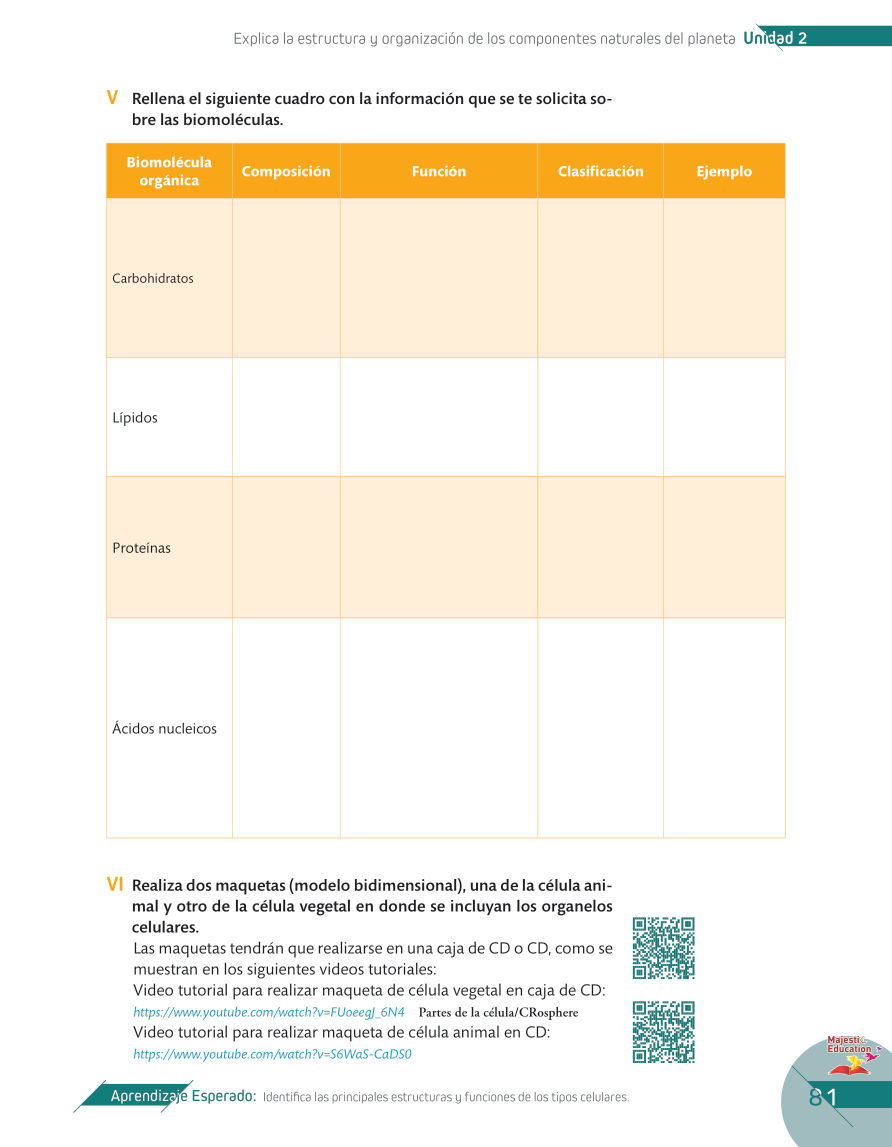 Explica la estructura y organización de los componentes naturales del planeta Unidad 2
V Rellena el siguiente cuadro con la información que se te solicita so-
bre las biomoléculas.
Biomolécula
orgánica
Composición
Función
Clasificación
Ejemplo
Carbohidratos
Lípidos
Proteínas
Ácidos nucleicos
VI Realiza dos maquetas (modelo bidimensional), una de la célula ani-
mal y otro de la célula vegetal en donde se incluyan los organelos
celulares.
Las maquetas tendrán que realizarse en una caja de CD o CD, como se
muestran en los siguientes videos tutoriales:
Video tutorial para realizar maqueta de célula vegetal en caja de CD:
https://www.youtube.com/watch?v=FUoeegJ_6N4 Partes de la célula/CRosphere
Video tutorial para realizar maqueta de célula animal en CD:
https://www.youtube.com/watch?v=S6WaS-CaDS0
Majestic
Education
Aprendizaje Esperado: Identifica las principales estructuras y funciones de los tipos celulares.
81